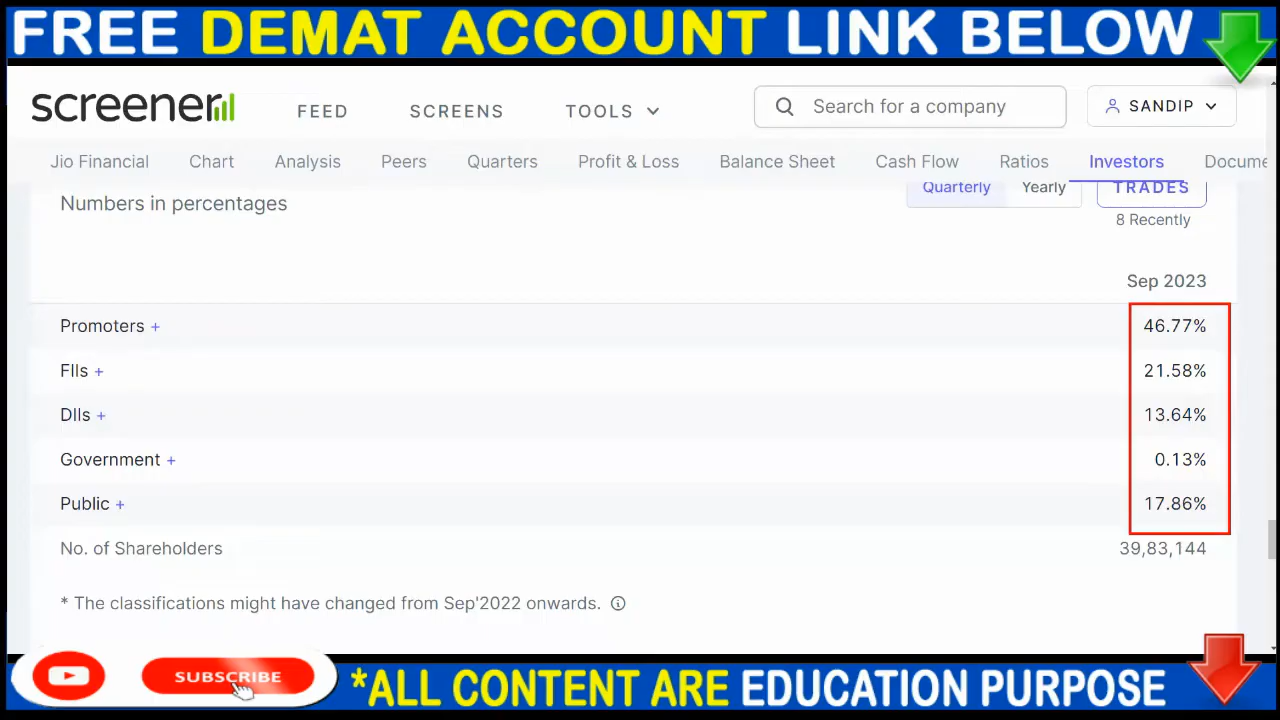 FREE DEMAT ACCOUNT LINK BELOW
screener FEED SCREENS TOOLS Search for a company SANDIP
Jio Financial Chart Analysis Peers Quarters Profit & Loss Balance Sheet Cash Flow Ratios Investors Docume
Numbers in percentages Quarterly Yearly TRADES
8 Recently
Sep 2023
Promoters + 46.77%
FIIs + 21.58%
DIIs + 13.64%
Government + 0.13%
Public + 17.86%
No. of Shareholders 39,83,144
* The classifications might have changed from Sep'2022 onwards.
SUBSCRIBE *ALL CONTENT ARE EDUCATION PURPOSE